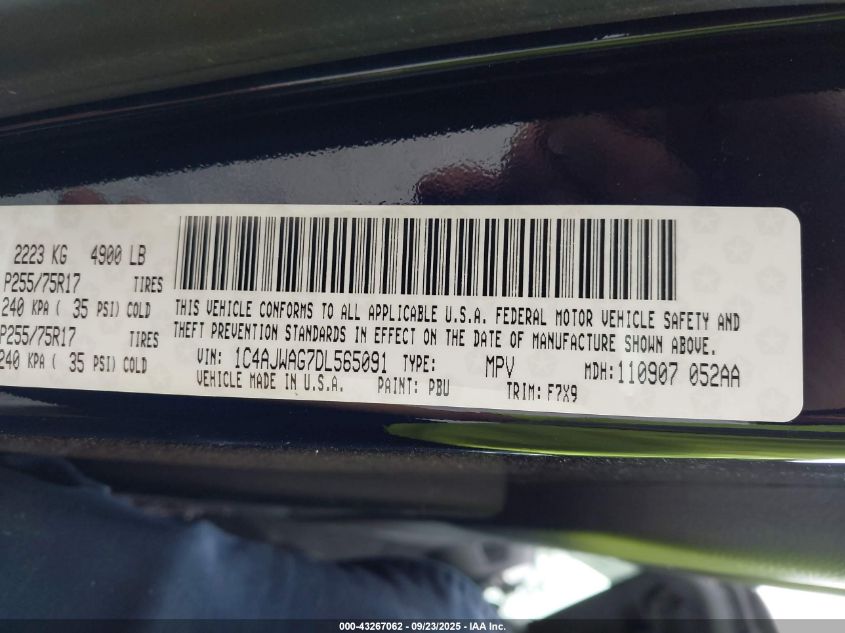 2223 KG 4900 LB
P255/75R17 TIRES
240 KPA ( 35 PSI) COLD
P255/75R17 TIRES
240 KPA ( 35 PSI) COLD
THIS VEHICLE CONFORMS TO ALL APPLICABLE U.S.A. FEDERAL MOTOR VEHICLE SAFETY AND
THEFT PREVENTION STANDARDS IN EFFECT ON THE DATE OF MANUFACTURE SHOWN ABOVE.
VIN: 1C4AJWAG7DL565091 TYPE: MPV MDH: 110907 052AA
VEHICLE MADE IN U.S.A. PAINT: PBU TRIM: F7X9
000-43267062 - 09/23/2025 - IAA Inc.